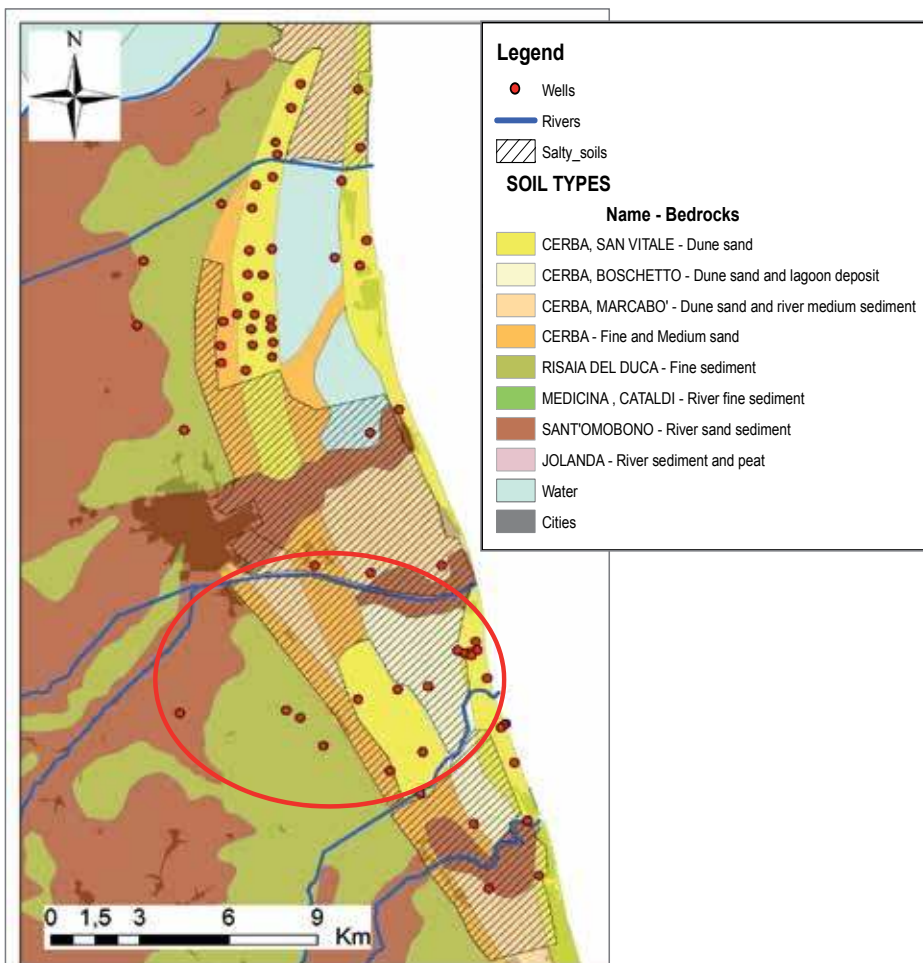 N
Legend
Wells
Rivers
Salty_soils
SOIL TYPES
Name - Bedrocks
CERBA, SAN VITALE - Dune sand
CERBA, BOSCHETTO - Dune sand and lagoon deposit
CERBA, MARCABO' - Dune sand and river medium sediment
CERBA - Fine and Medium sand
RISAIA DEL DUCA - Fine sediment
MEDICINA , CATALDI - River fine sediment
SANT'OMOBONO - River sand sediment
JOLANDA - River sediment and peat
Water
Cities
0 1,5 3 6 9
Km